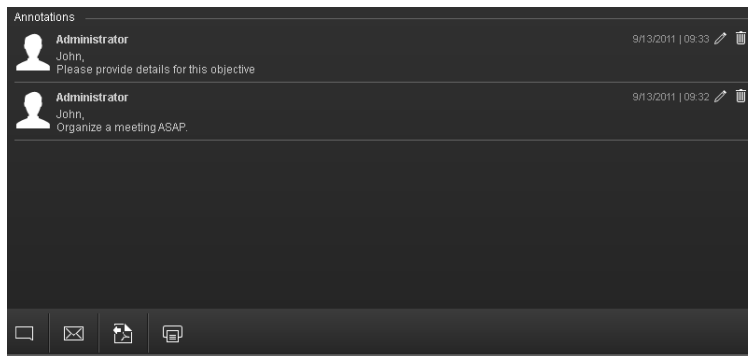 Annotations
Administrator 9/13/2011 | 09:33
John,
Please provide details for this objective
Administrator 9/13/2011 | 09:32
John,
Organize a meeting ASAP.